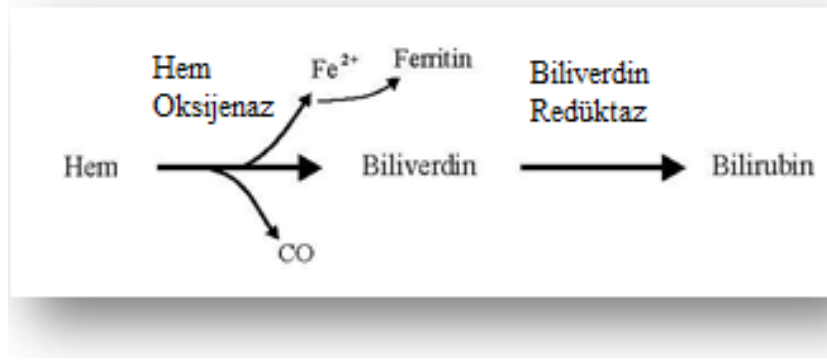 Hem
Oksijenaz
Fe²⁺
Ferritin
Biliverdin
Redüktaz
Hem
Biliverdin
Bilirubin
CO